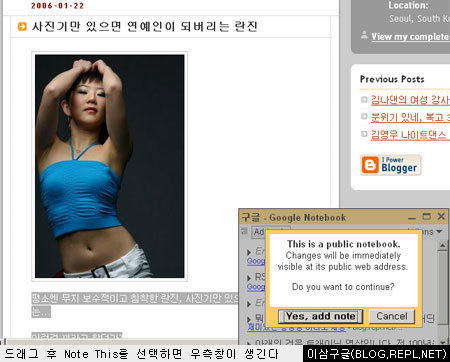 2006-01-22
사진기만 있으면 연예인이 되버리는 란진
평소엔 무지 보수적이고 침착한 란진, 사진기만 있으
는...
Location:
Seoul, South Ko
View my complete
Previous Posts
김나댄의 여성 강사
분위기 있네, 복고
김영우 나이트댄스
I Power
Blogger
구글 - Google Notebook
This is a public notebook.
Changes will be immediately
visible at its public web address.
Do you want to continue?
Yes, add note
Cancel
드래그 후 Note This를 선택하면 우측창이 생긴다
이삼구글(BLOG.REPL.NET)